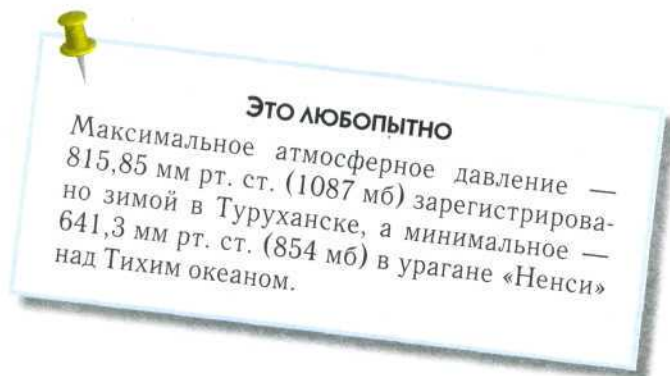 Это любопытно
Максимальное атмосферное давление —
815,85 мм рт. ст. (1087 мб) зарегистрирова-
но зимой в Туруханске, а минимальное —
641,3 мм рт. ст. (854 мб) в урагане «Ненси»
над Тихим океаном.